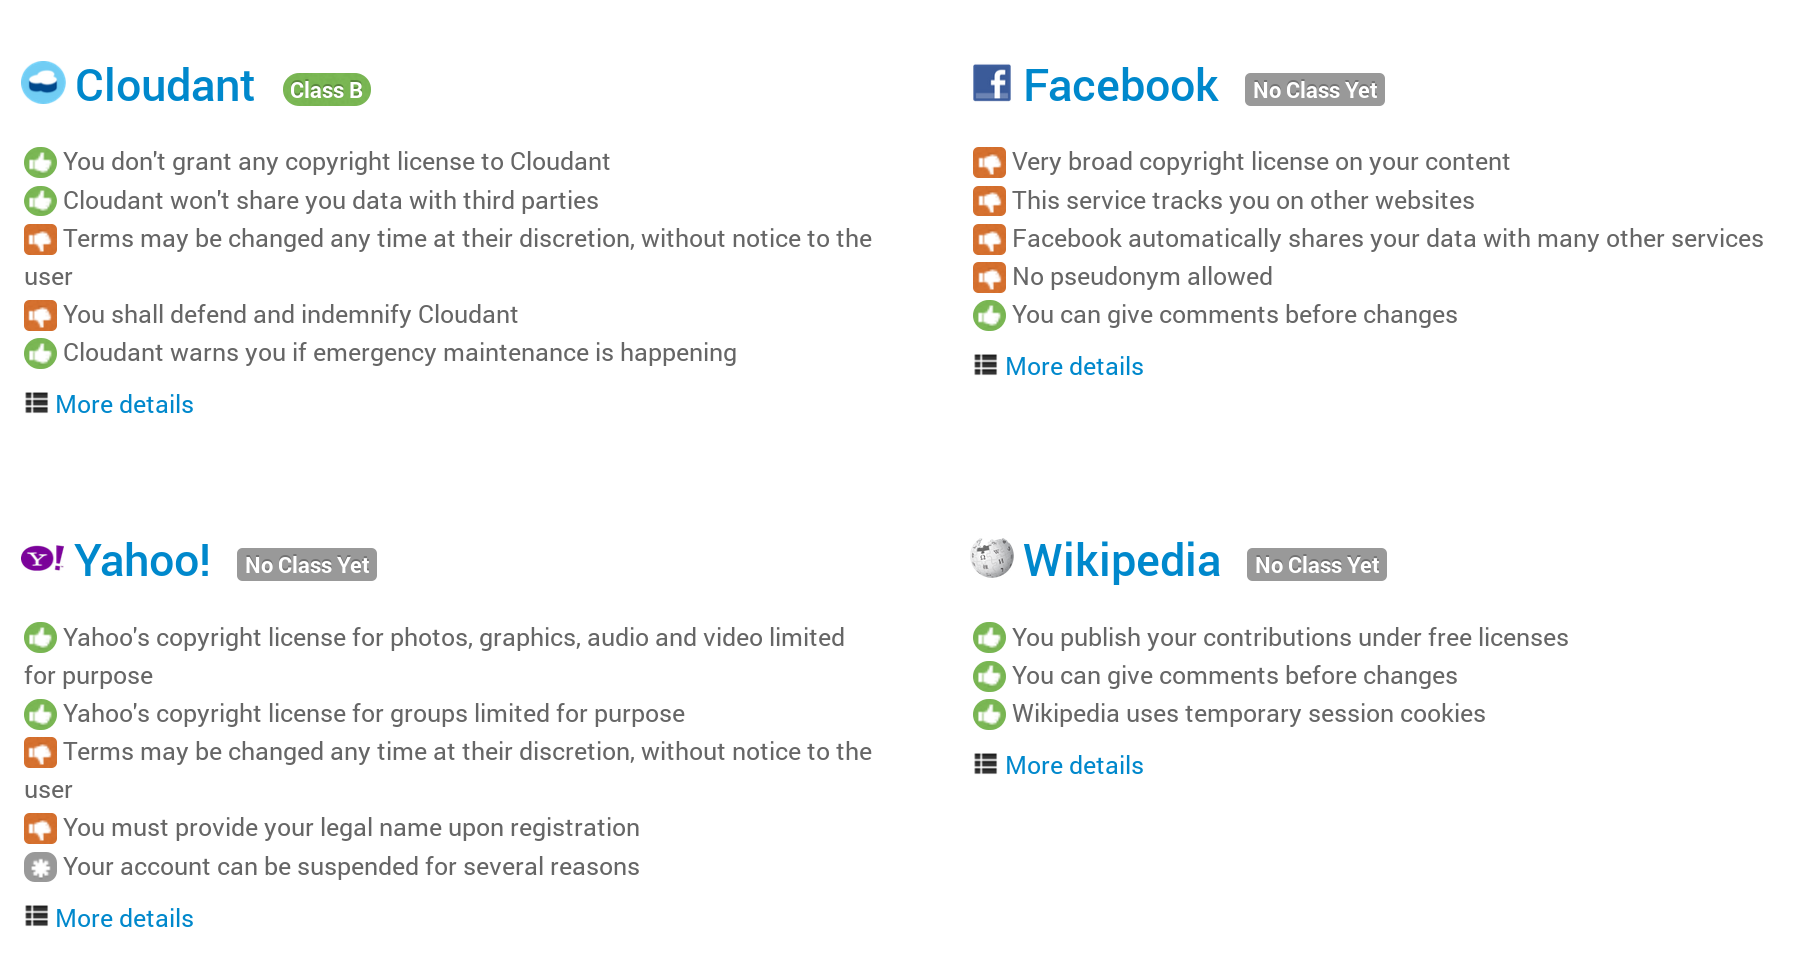 Cloudant Class B
You don't grant any copyright license to Cloudant
Cloudant won't share you data with third parties
Terms may be changed any time at their discretion, without notice to the
user
You shall defend and indemnify Cloudant
Cloudant warns you if emergency maintenance is happening
More details
Facebook No Class Yet
Very broad copyright license on your content
This service tracks you on other websites
Facebook automatically shares your data with many other services
No pseudonym allowed
You can give comments before changes
More details
Y! Yahoo! No Class Yet
Yahoo's copyright license for photos, graphics, audio and video limited
for purpose
Yahoo's copyright license for groups limited for purpose
Terms may be changed any time at their discretion, without notice to the
user
You must provide your legal name upon registration
Your account can be suspended for several reasons
More details
Wikipedia No Class Yet
You publish your contributions under free licenses
You can give comments before changes
Wikipedia uses temporary session cookies
More details